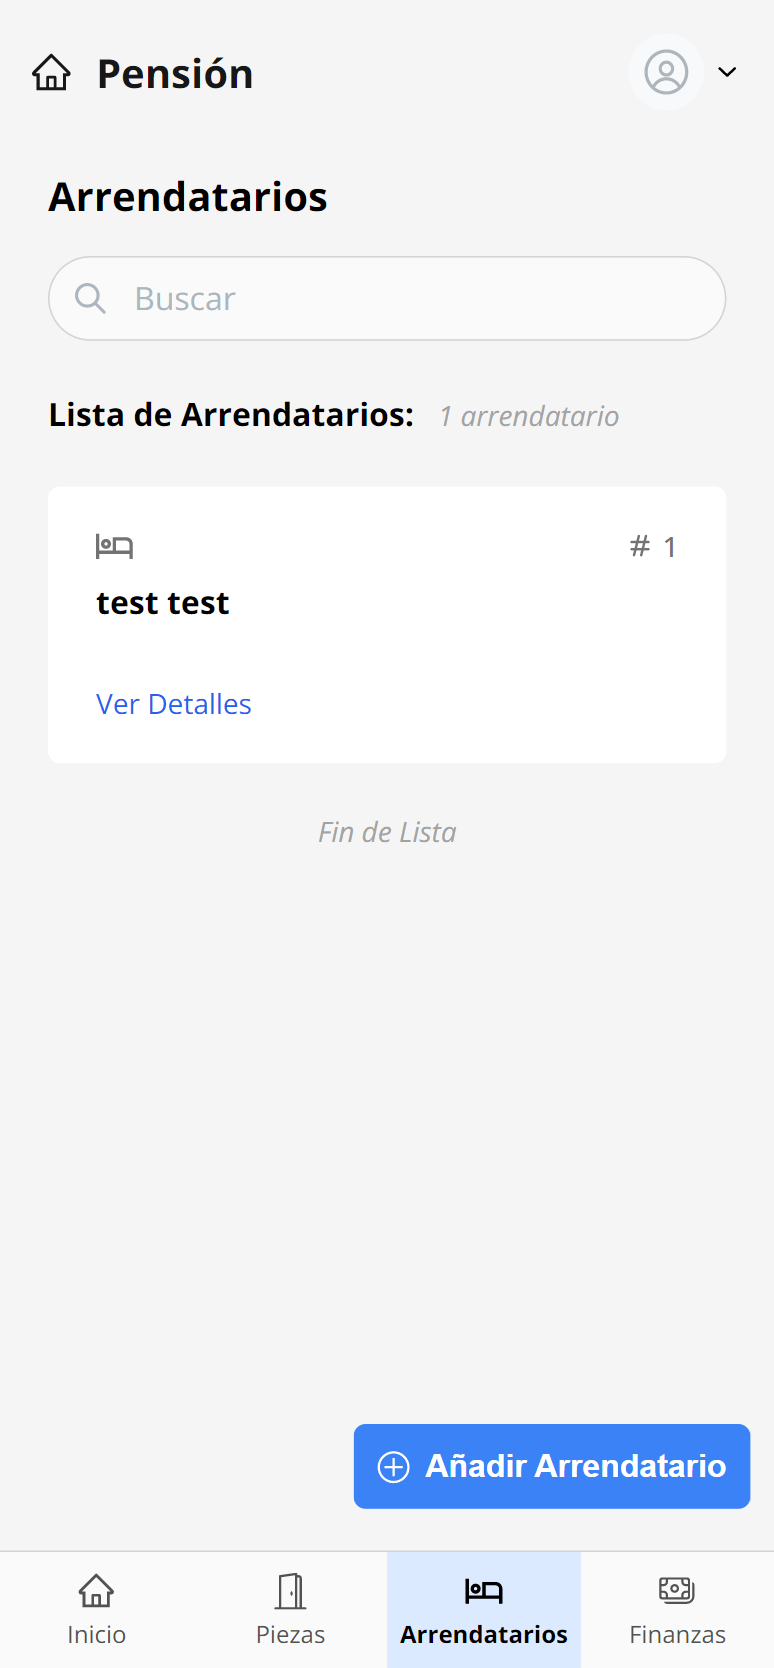 Pensión
Arrendatarios
Buscar
Lista de Arrendatarios: 1 arrendatario
# 1
test test
Ver Detalles
Fin de Lista
Añadir Arrendatario
Inicio Piezas Arrendatarios Finanzas